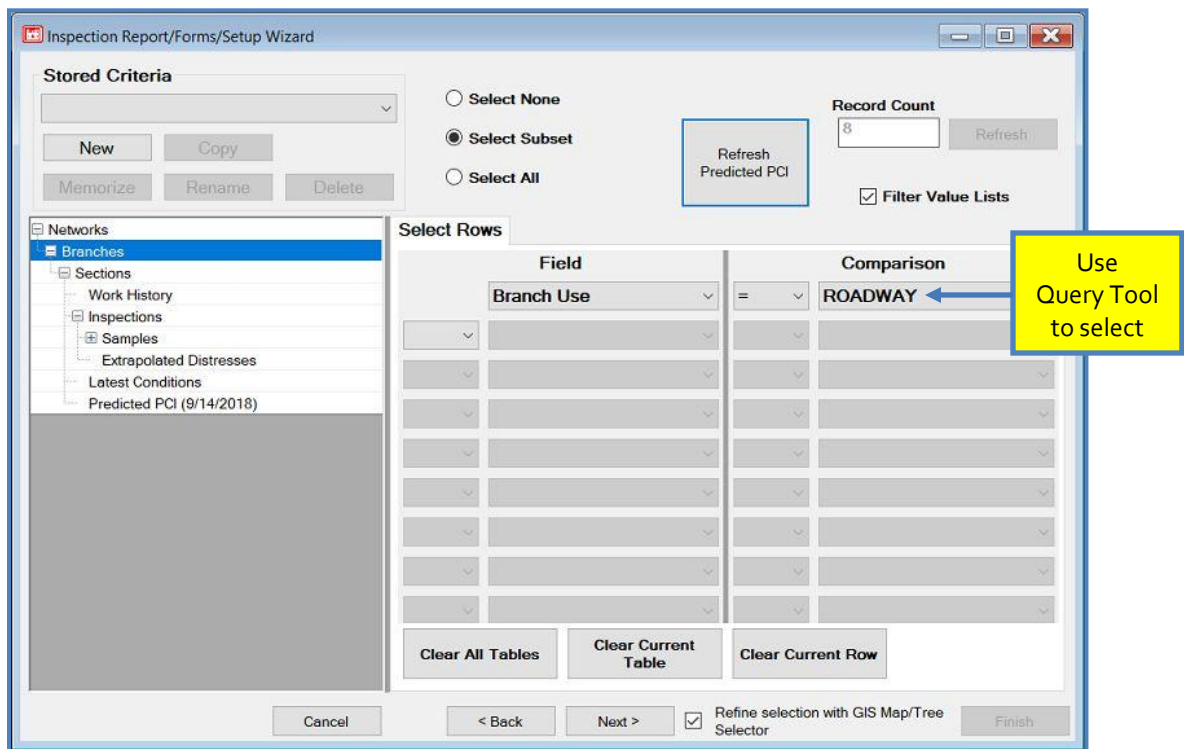 Inspection Report/Forms/Setup Wizard
Stored Criteria
New
Copy
Memorize
Rename
Delete
Select None
Select Subset
Select All
Refresh
Predicted PCI
Record Count
8
Refresh
Filter Value Lists
Networks
Branches
Sections
Work History
Inspections
Samples
Extrapolated Distresses
Latest Conditions
Predicted PCI (9/14/2018)
Select Rows
Field
Comparison
Branch Use
=
ROADWAY
Use
Query Tool
to select
Clear All Tables
Clear Current
Table
Clear Current Row
Cancel
< Back
Next >
Refine selection with GIS Map/Tree
Selector
Finish